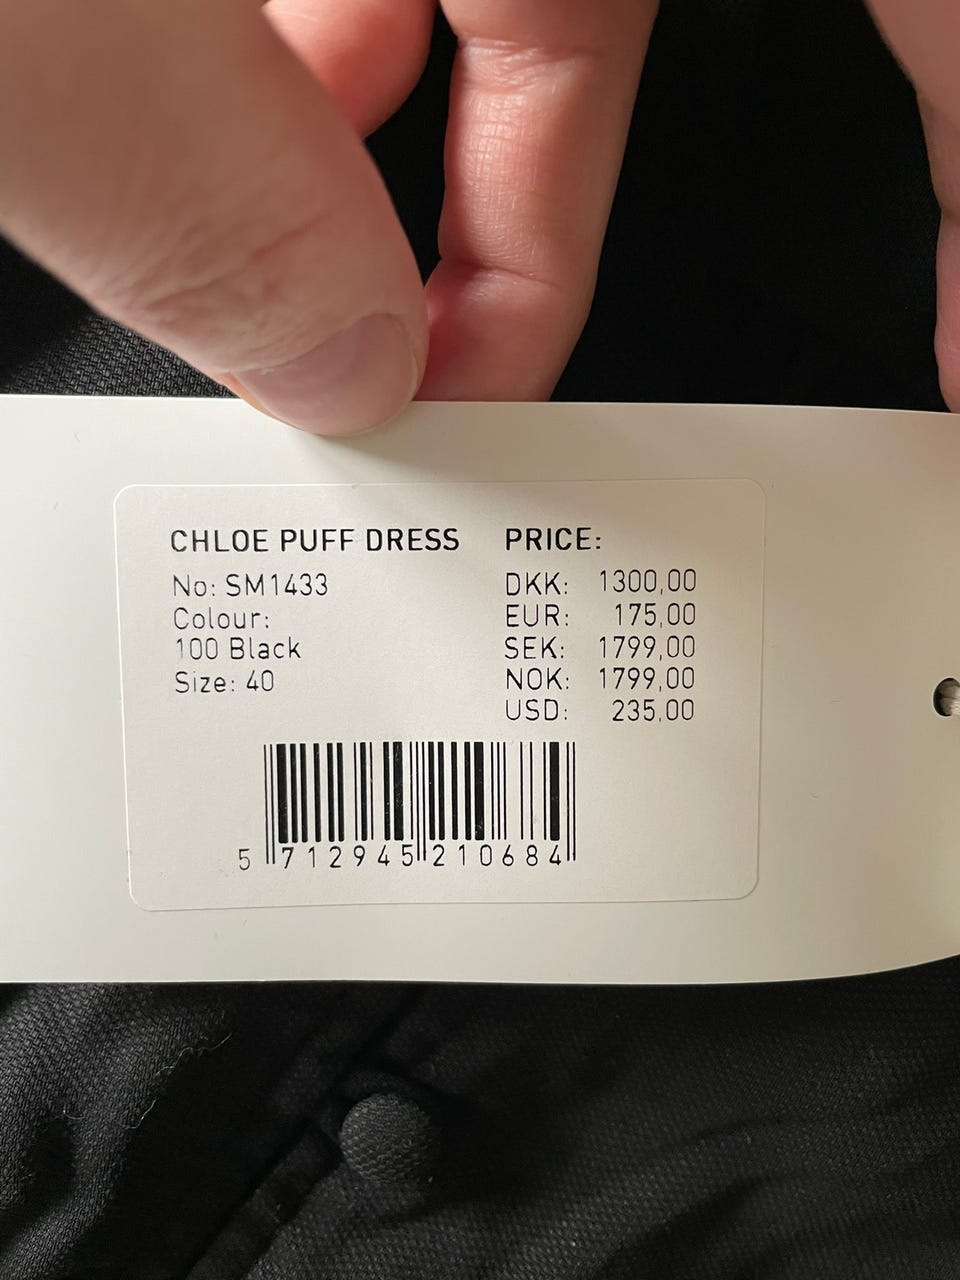 CHLOE PUFF DRESS
No: SM1433
Colour:
100 Black
Size: 40
PRICE:
DKK: 1300,00
EUR: 175,00
SEK: 1799,00
NOK: 1799,00
USD: 235,00
5 712945 210684